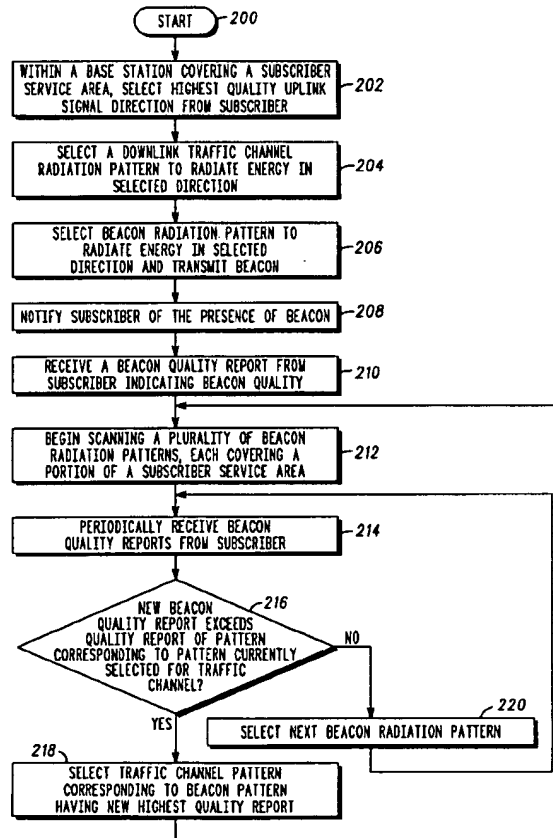 START
200
WITHIN A BASE STATION COVERING A SUBSCRIBER
SERVICE AREA, SELECT HIGHEST QUALITY UPLINK
SIGNAL DIRECTION FROM SUBSCRIBER
202
SELECT A DOWNLINK TRAFFIC CHANNEL
RADIATION PATTERN TO RADIATE ENERGY IN
SELECTED DIRECTION
204
SELECT BEACON RADIATION PATTERN TO
RADIATE ENERGY IN SELECTED
DIRECTION AND TRANSMIT BEACON
206
NOTIFY SUBSCRIBER OF THE PRESENCE OF BEACON
208
RECEIVE A BEACON QUALITY REPORT FROM
SUBSCRIBER INDICATING BEACON QUALITY
210
BEGIN SCANNING A PLURALITY OF BEACON
RADIATION PATTERNS, EACH COVERING A
PORTION OF A SUBSCRIBER SERVICE AREA
212
PERIODICALLY RECEIVE BEACON
QUALITY REPORTS FROM SUBSCRIBER
214
216
NEW BEACON
QUALITY REPORT EXCEEDS
QUALITY REPORT OF PATTERN
CORRESPONDING TO PATTERN CURRENTLY
SELECTED FOR TRAFFIC
CHANNEL?
NO
YES
220
SELECT NEXT BEACON RADIATION PATTERN
218
SELECT TRAFFIC CHANNEL PATTERN
CORRESPONDING TO BEACON PATTERN
HAVING NEW HIGHEST QUALITY REPORT